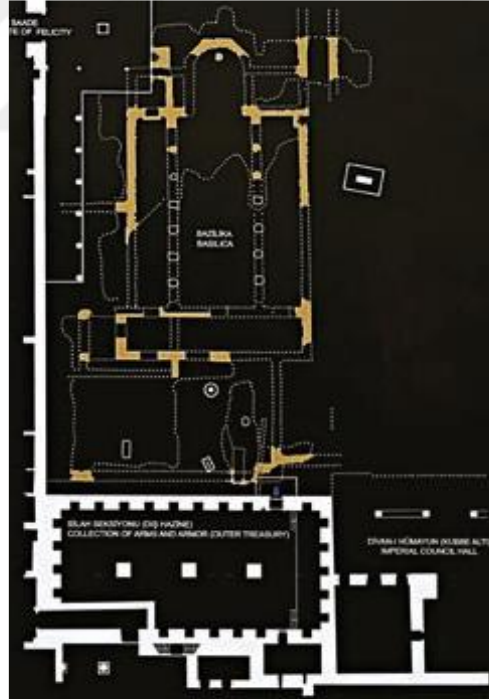 SAADE
TE OF FELICITY
BAZİLİKA
BASILICA
SİLAH SEKSİYONU (DIŞ HAZİNE)
COLLECTION OF ARMS AND ARMOR (OUTER TREASURY)
DİVAN-I HÜMAYUN (KUBBE ALTI
IMPERIAL COUNCIL HALL